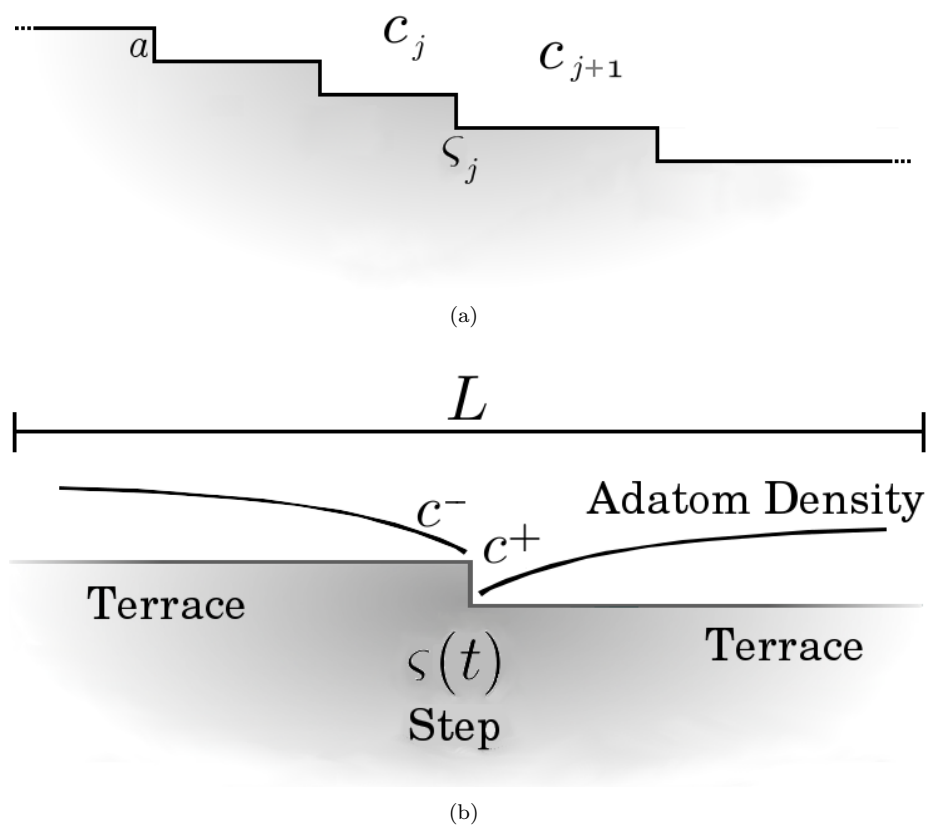 a
c_j
c_{j+1}
ς_j
(a)
L
c^-
c^+
Adatom Density
Terrace
Terrace
ς(t)
Step
(b)